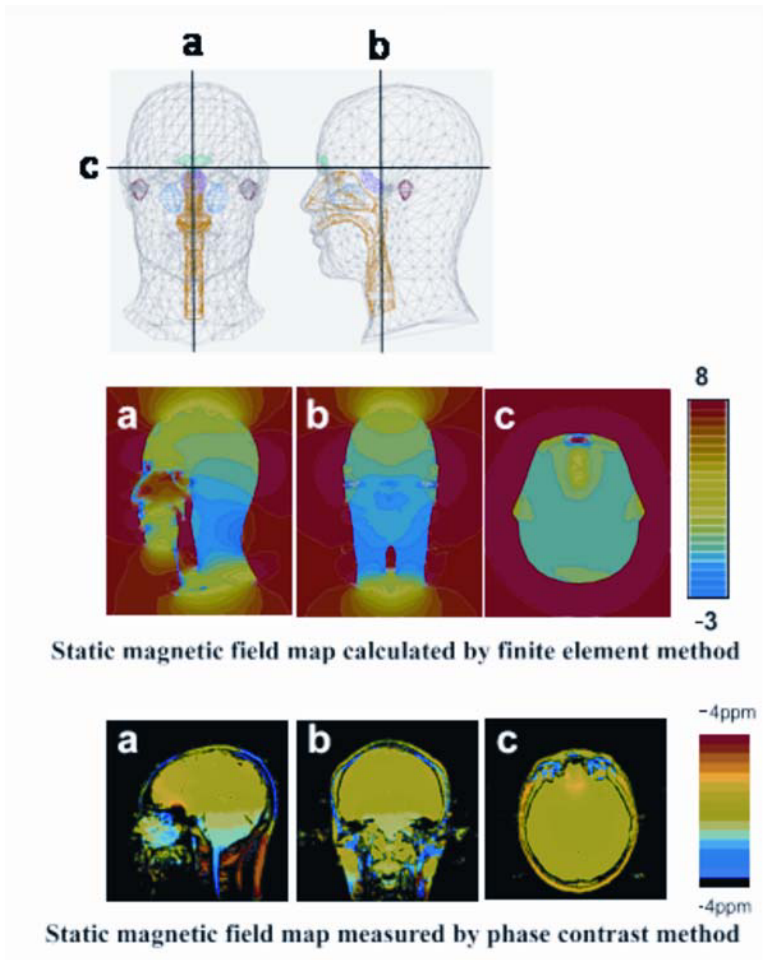 a b
c
a b c
8
-3
Static magnetic field map calculated by finite element method
-4ppm
a b c
-4ppm
Static magnetic field map measured by phase contrast method